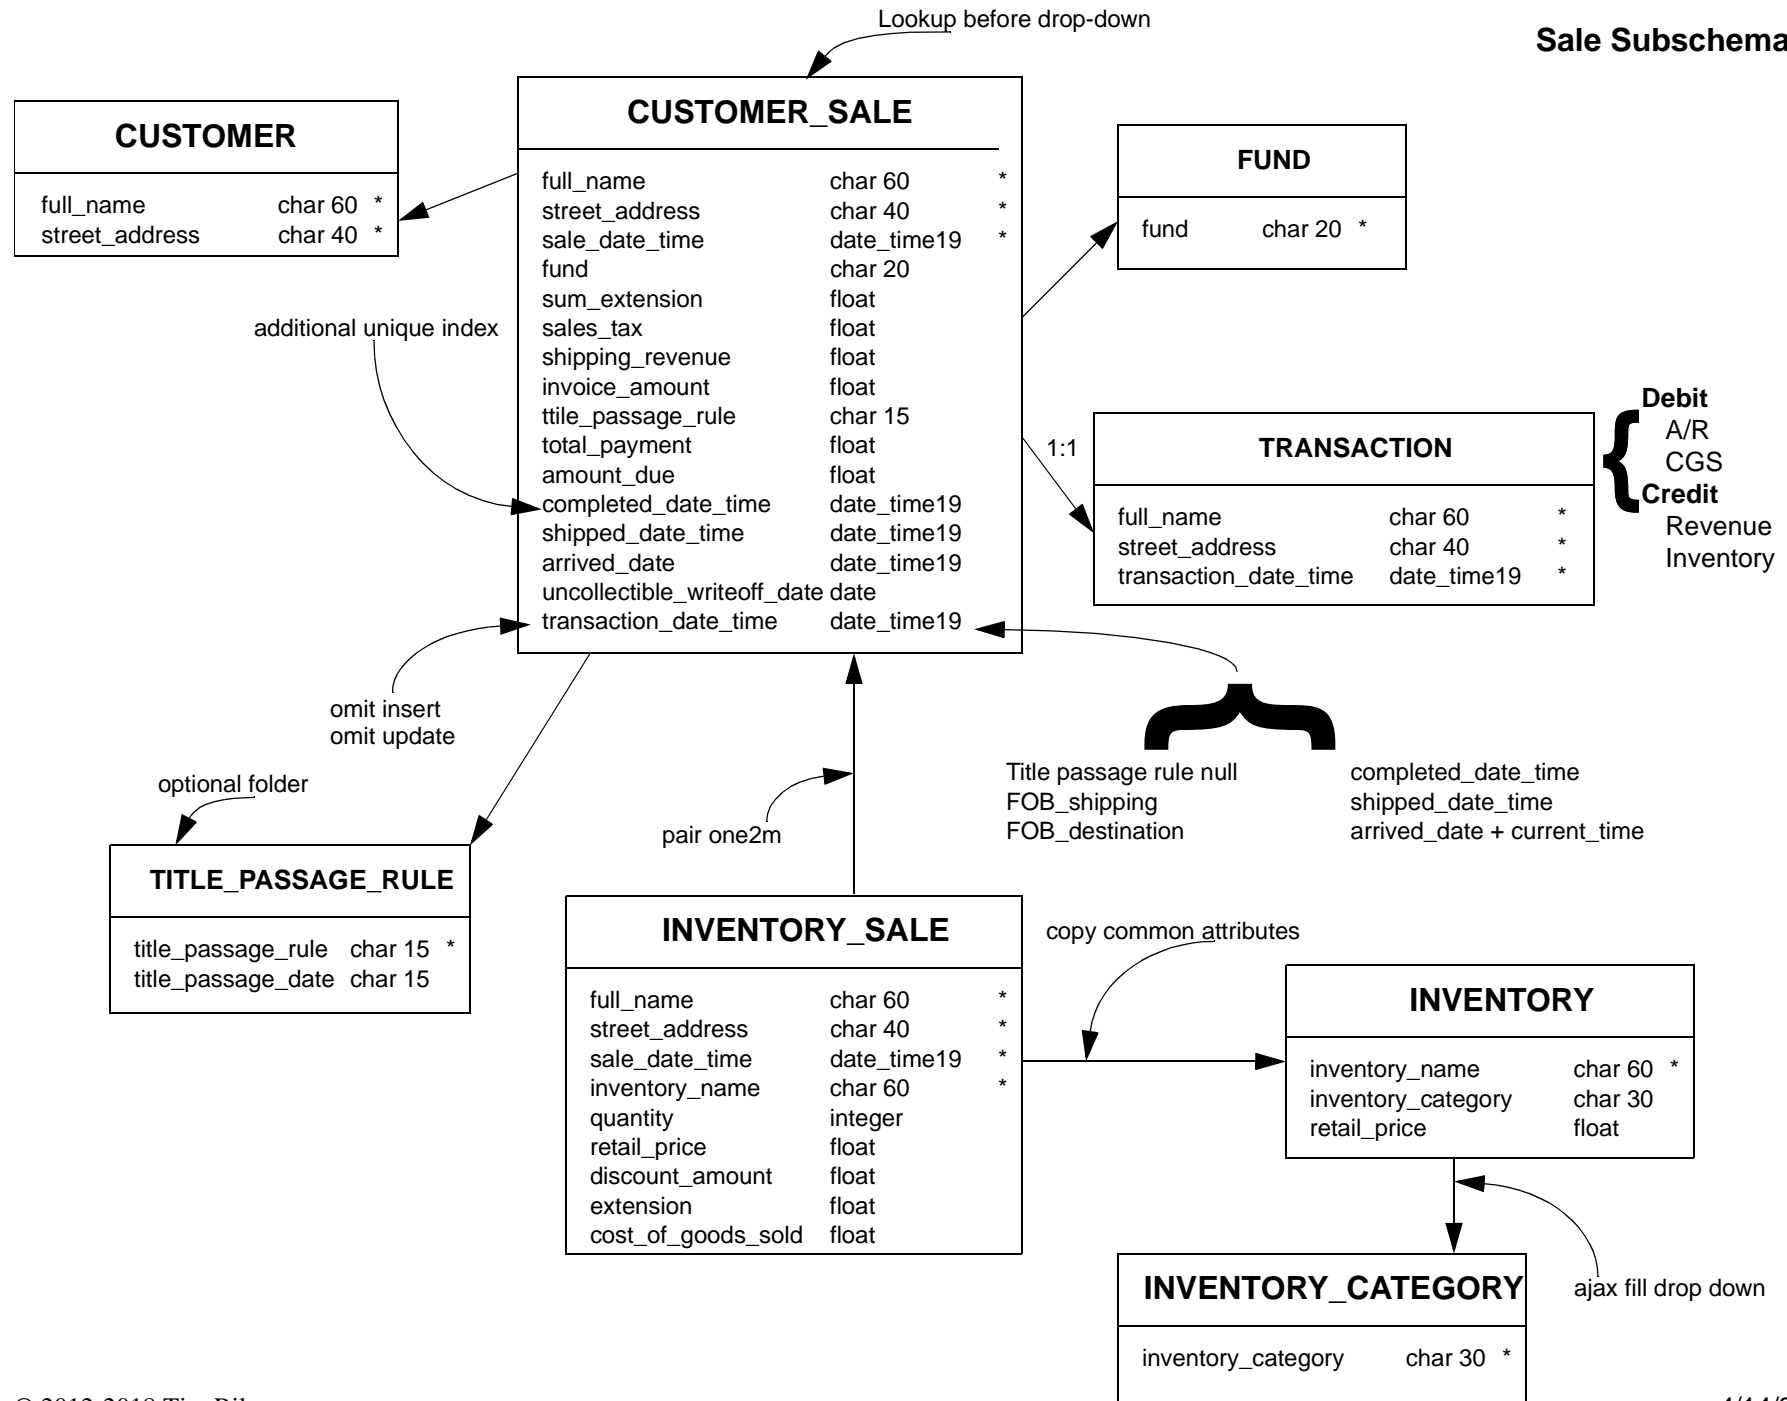 Lookup before drop-down
Sale Subschema
CUSTOMER
full_name char 60 *
street_address char 40 *
CUSTOMER_SALE
full_name char 60 *
street_address char 40 *
sale_date_time date_time19 *
fund char 20
sum_extension float
sales_tax float
shipping_revenue float
invoice_amount float
ttile_passage_rule char 15
total_payment float
amount_due float
completed_date_time date_time19
shipped_date_time date_time19
arrived_date date_time19
uncollectible_writeoff_date date
transaction_date_time date_time19
FUND
fund char 20 *
additional unique index
1:1
TRANSACTION
full_name char 60 *
street_address char 40 *
transaction_date_time date_time19 *
Debit
A/R
CGS
Credit
Revenue
Inventory
omit insert
omit update
optional folder
pair one2m
Title passage rule null completed_date_time
FOB_shipping shipped_date_time
FOB_destination arrived_date + current_time
TITLE_PASSAGE_RULE
title_passage_rule char 15 *
title_passage_date char 15
INVENTORY_SALE
full_name char 60 *
street_address char 40 *
sale_date_time date_time19 *
inventory_name char 60 *
quantity integer
retail_price float
discount_amount float
extension float
cost_of_goods_sold float
copy common attributes
INVENTORY
inventory_name char 60 *
inventory_category char 30
retail_price float
ajax fill drop down
INVENTORY_CATEGORY
inventory_category char 30 *